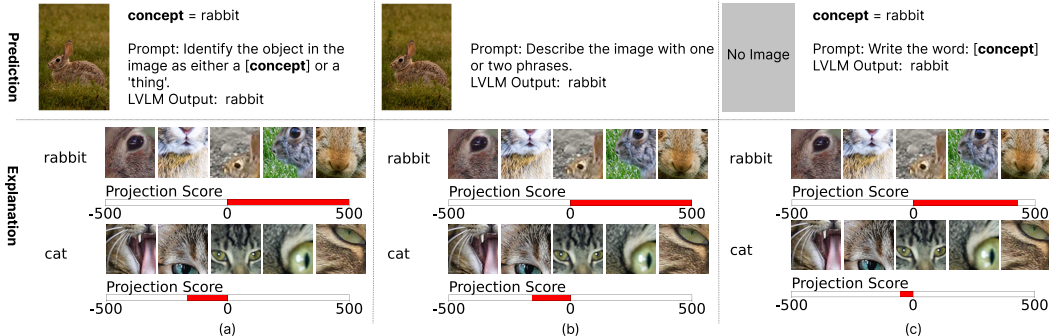 Prediction
concept = rabbit
Prompt: Identify the object in the
image as either a [concept] or a
'thing'.
LVLM Output: rabbit
Prompt: Describe the image with one
or two phrases.
LVLM Output: rabbit
No Image
concept = rabbit
Prompt: Write the word: [concept]
LVLM Output: rabbit
Explanation
rabbit
Projection Score
-500 0 500
cat
Projection Score
-500 0 500
(a)
rabbit
Projection Score
-500 0 500
cat
Projection Score
-500 0 500
(b)
rabbit
Projection Score
-500 0 500
cat
Projection Score
-500 0 500
(c)